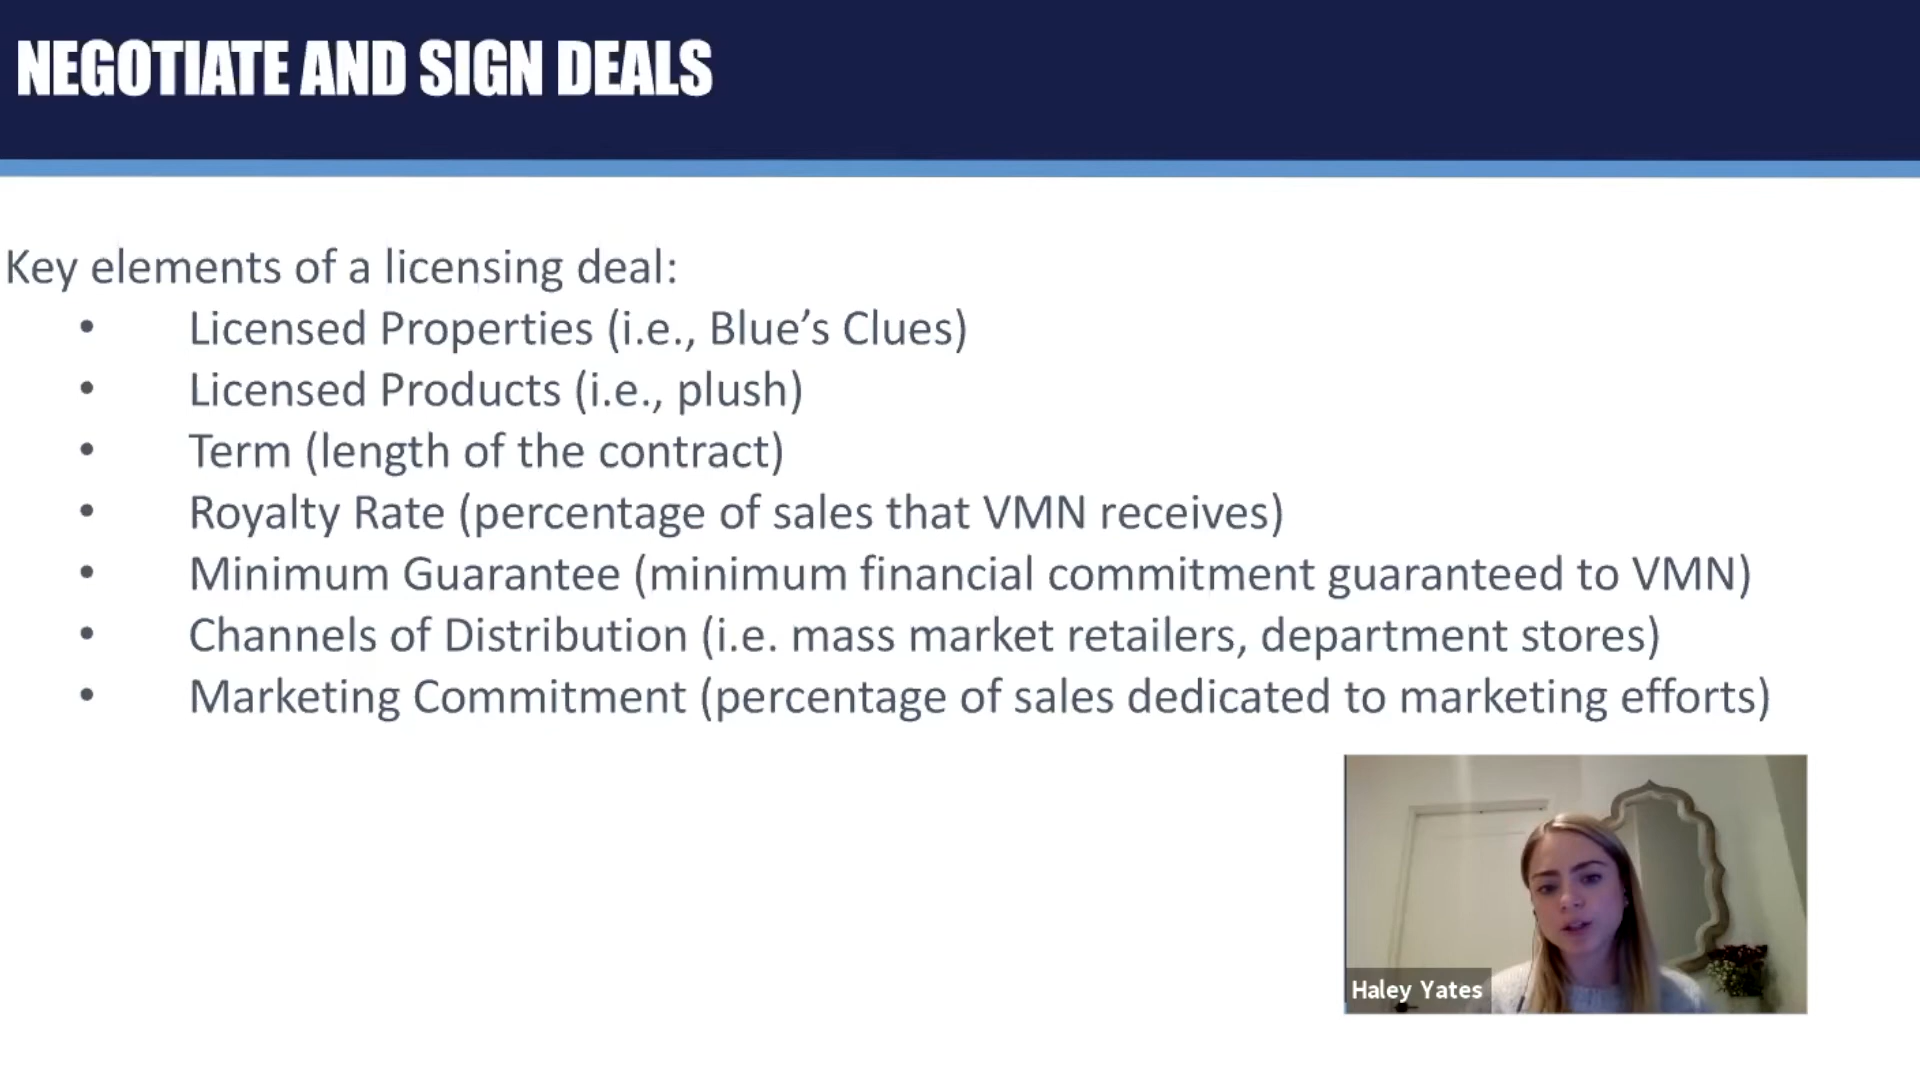 NEGOTIATE AND SIGN DEALS
Key elements of a licensing deal:
• Licensed Properties (i.e., Blue’s Clues)
• Licensed Products (i.e., plush)
• Term (length of the contract)
• Royalty Rate (percentage of sales that VMN receives)
• Minimum Guarantee (minimum financial commitment guaranteed to VMN)
• Channels of Distribution (i.e. mass market retailers, department stores)
• Marketing Commitment (percentage of sales dedicated to marketing efforts)
Haley Yates